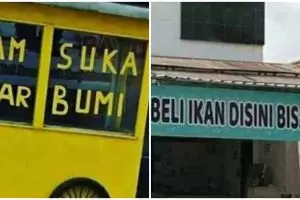 AM SUKA
AR BUMI
BELI IKAN DISINI BIS